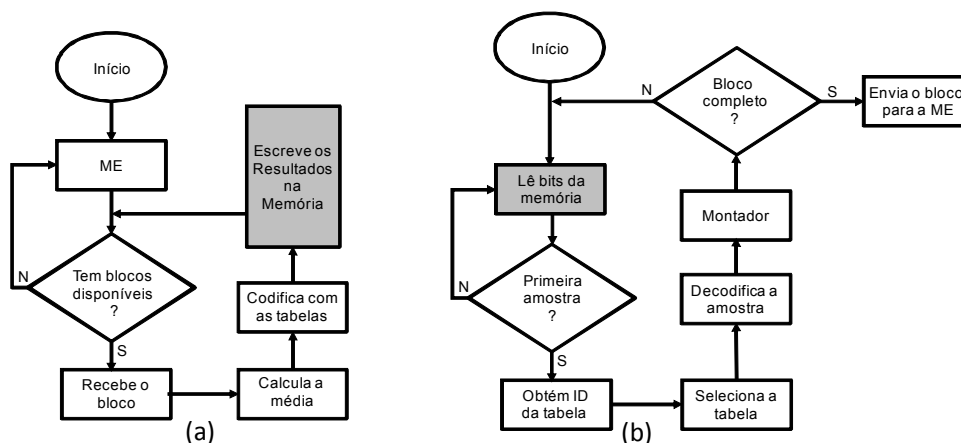 Início
ME
Tem blocos
disponíveis
?
N
S
Recebe o
bloco
Calcula a
média
Codifica com
as tabelas
Escreve os
Resultados
na
Memória
(a)
Início
Lê bits da
memória
Primeira
amostra
?
N
S
Obtém ID
da tabela
Seleciona a
tabela
Decodifica a
amostra
Montador
Bloco
completo
?
N
S
Envia o bloco
para a ME
(b)